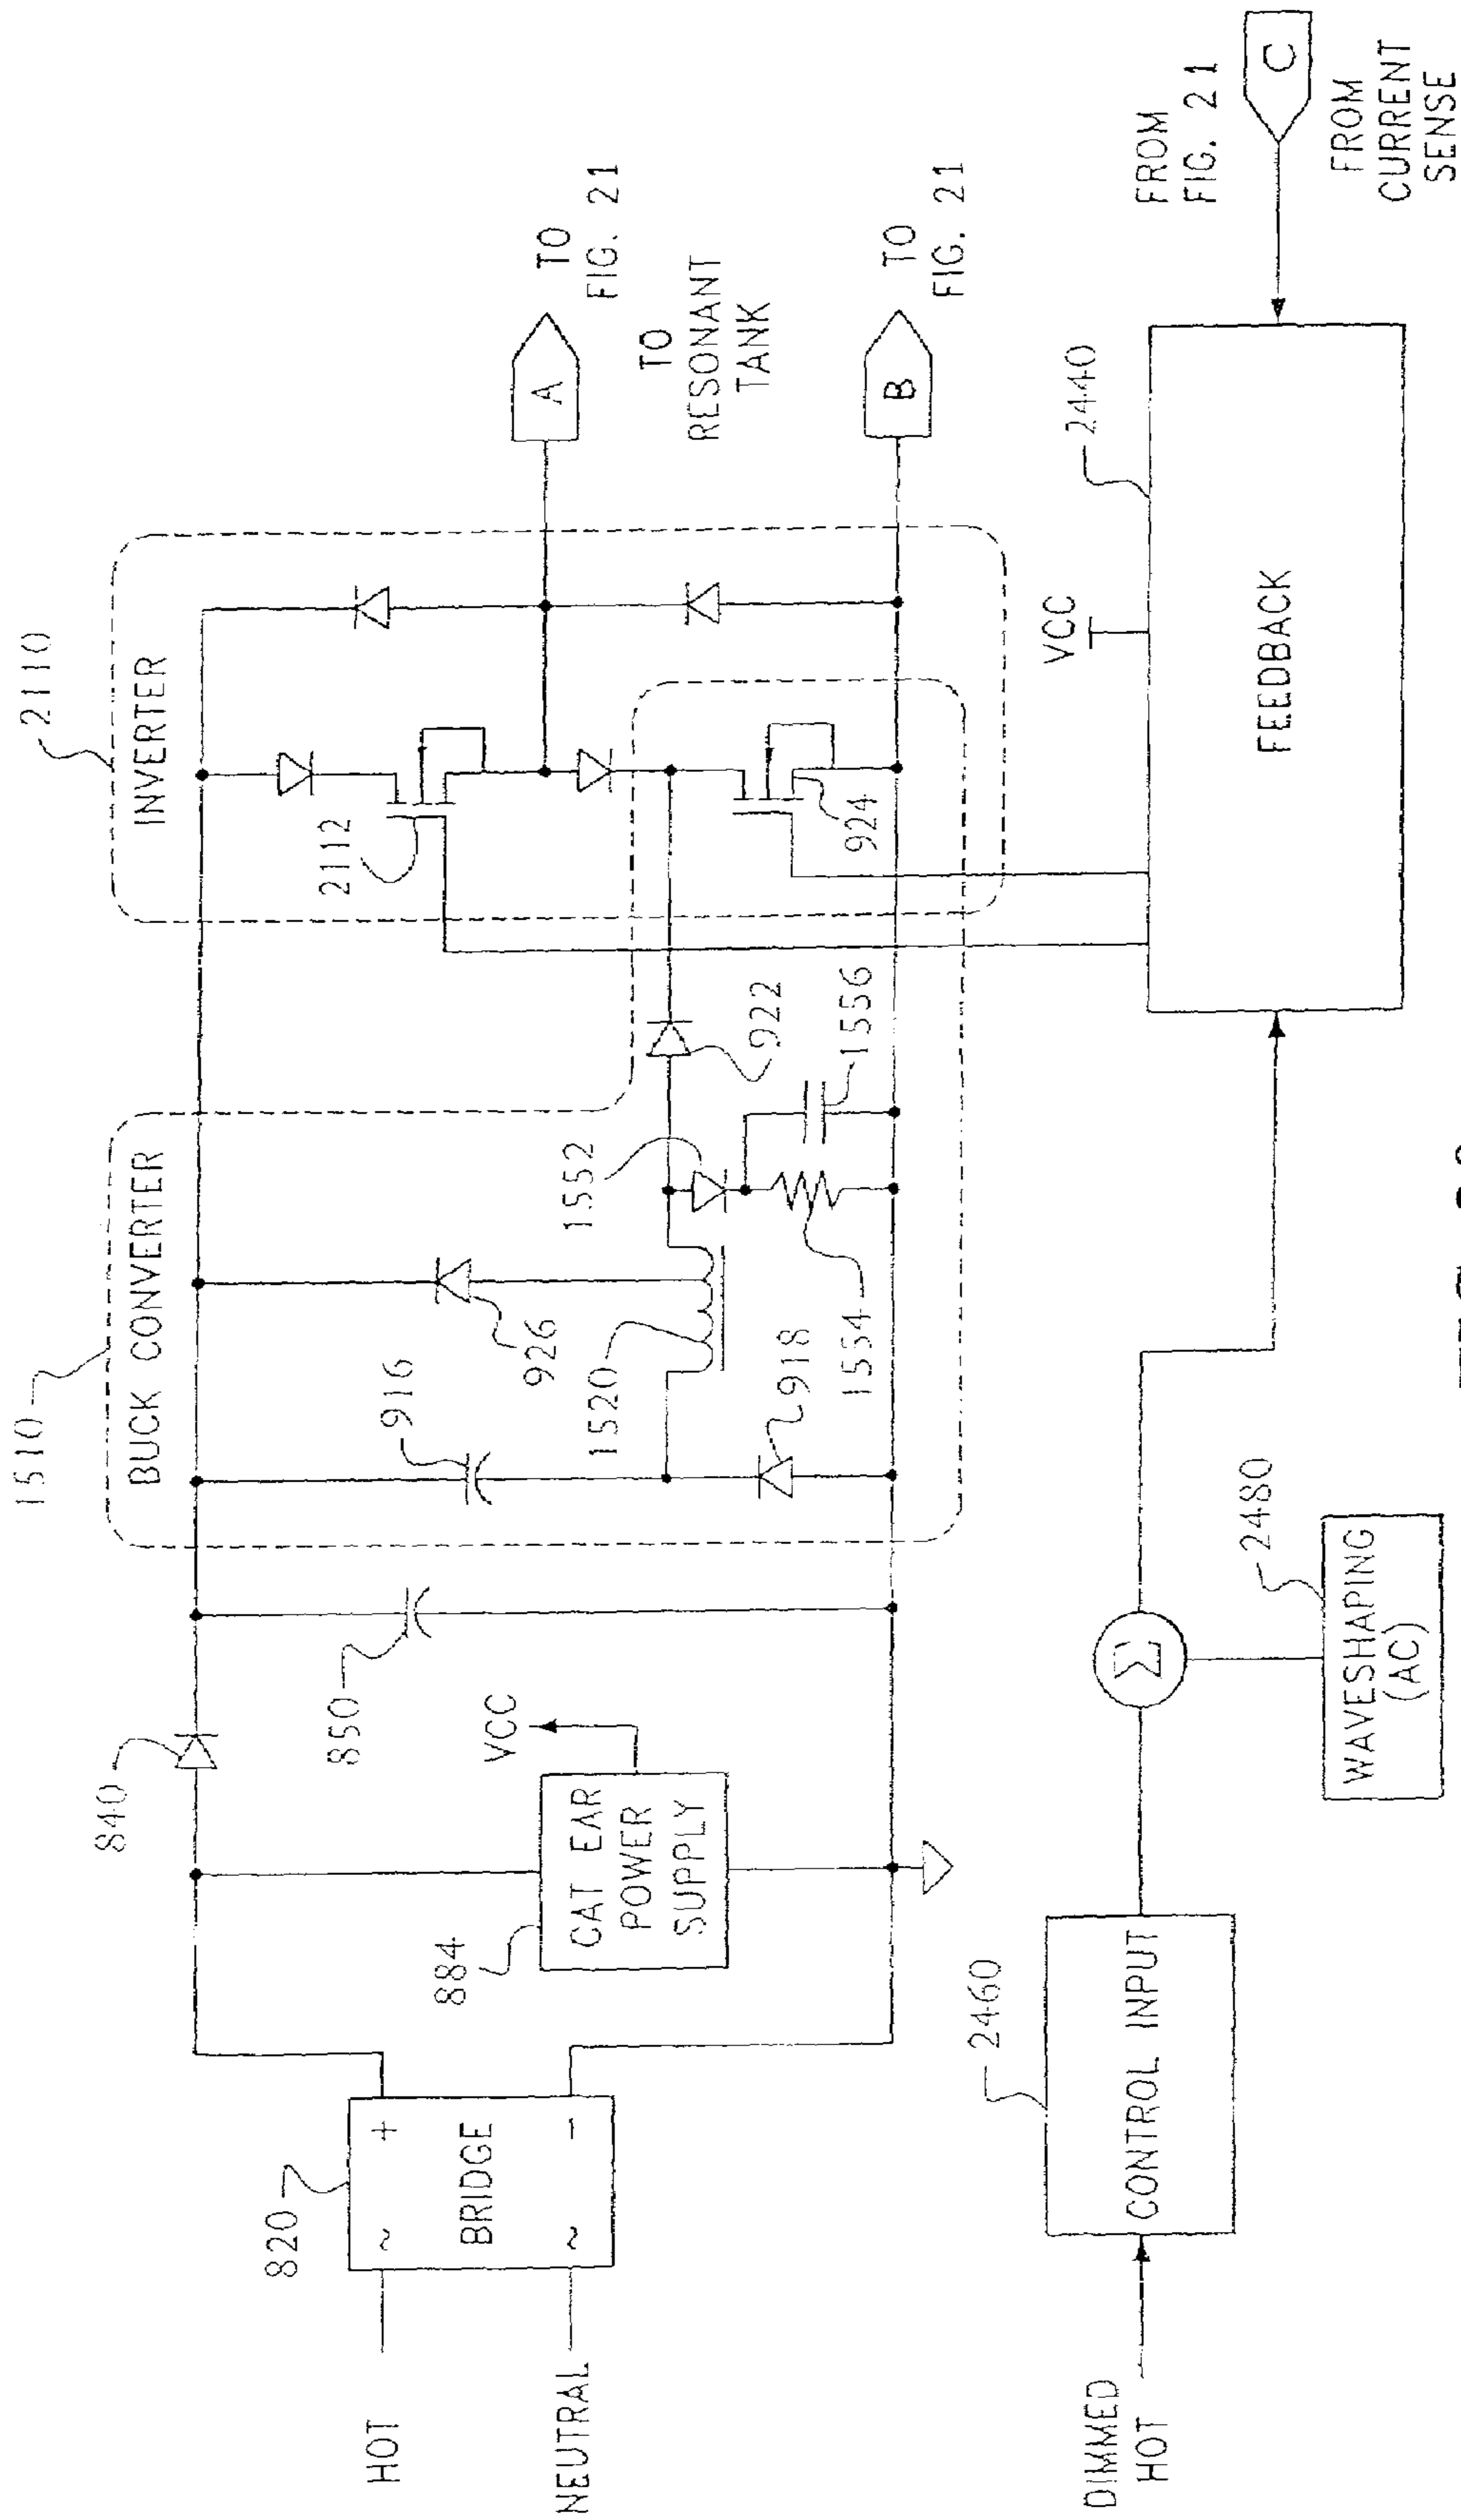 1510
BUCK CONVERTER
2110
INVERTER
840
850
916
926
1520
918
1552
1554
922
1556
2112
924
820
HOT
NEUTRAL
~ +
BRIDGE
~ −
884
CAT EAR
POWER
SUPPLY
VCC
A
TO
FIG. 21
TO
RESONANT
TANK
B
TO
FIG. 21
DIMMED
HOT
2460
CONTROL INPUT
Σ
2480
WAVESHAPING
(AC)
VCC
2440
FEEDBACK
FROM
FIG. 21
C
FROM
CURRENT
SENSE